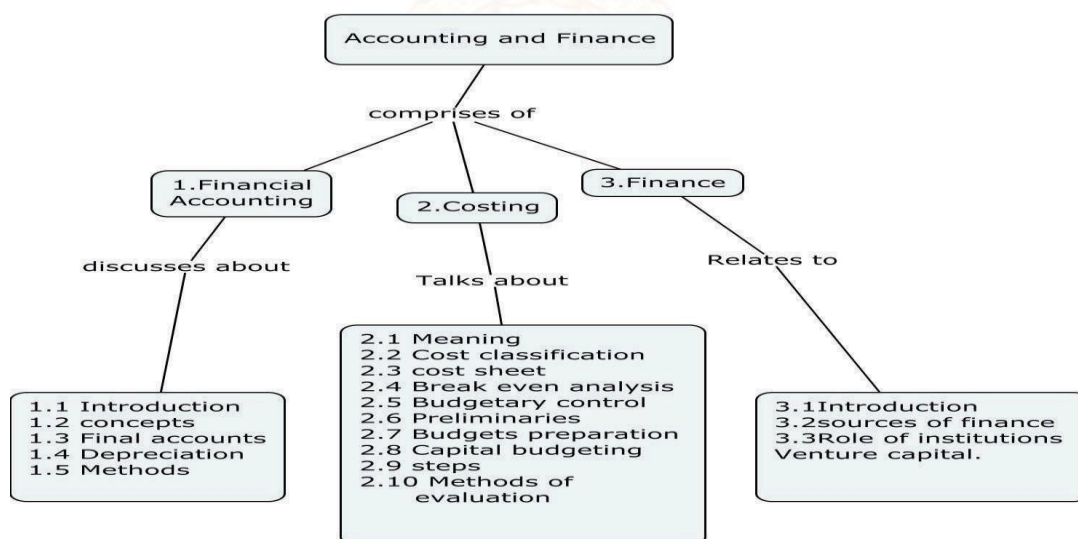 Accounting and Finance
comprises of
1.Financial
Accounting
2.Costing
3.Finance
discusses about
Talks about
Relates to
1.1 Introduction
1.2 concepts
1.3 Final accounts
1.4 Depreciation
1.5 Methods
2.1 Meaning
2.2 Cost classification
2.3 cost sheet
2.4 Break even analysis
2.5 Budgetary control
2.6 Preliminaries
2.7 Budgets preparation
2.8 Capital budgeting
2.9 steps
2.10 Methods of
evaluation
3.1Introduction
3.2sources of finance
3.3Role of institutions
Venture capital.